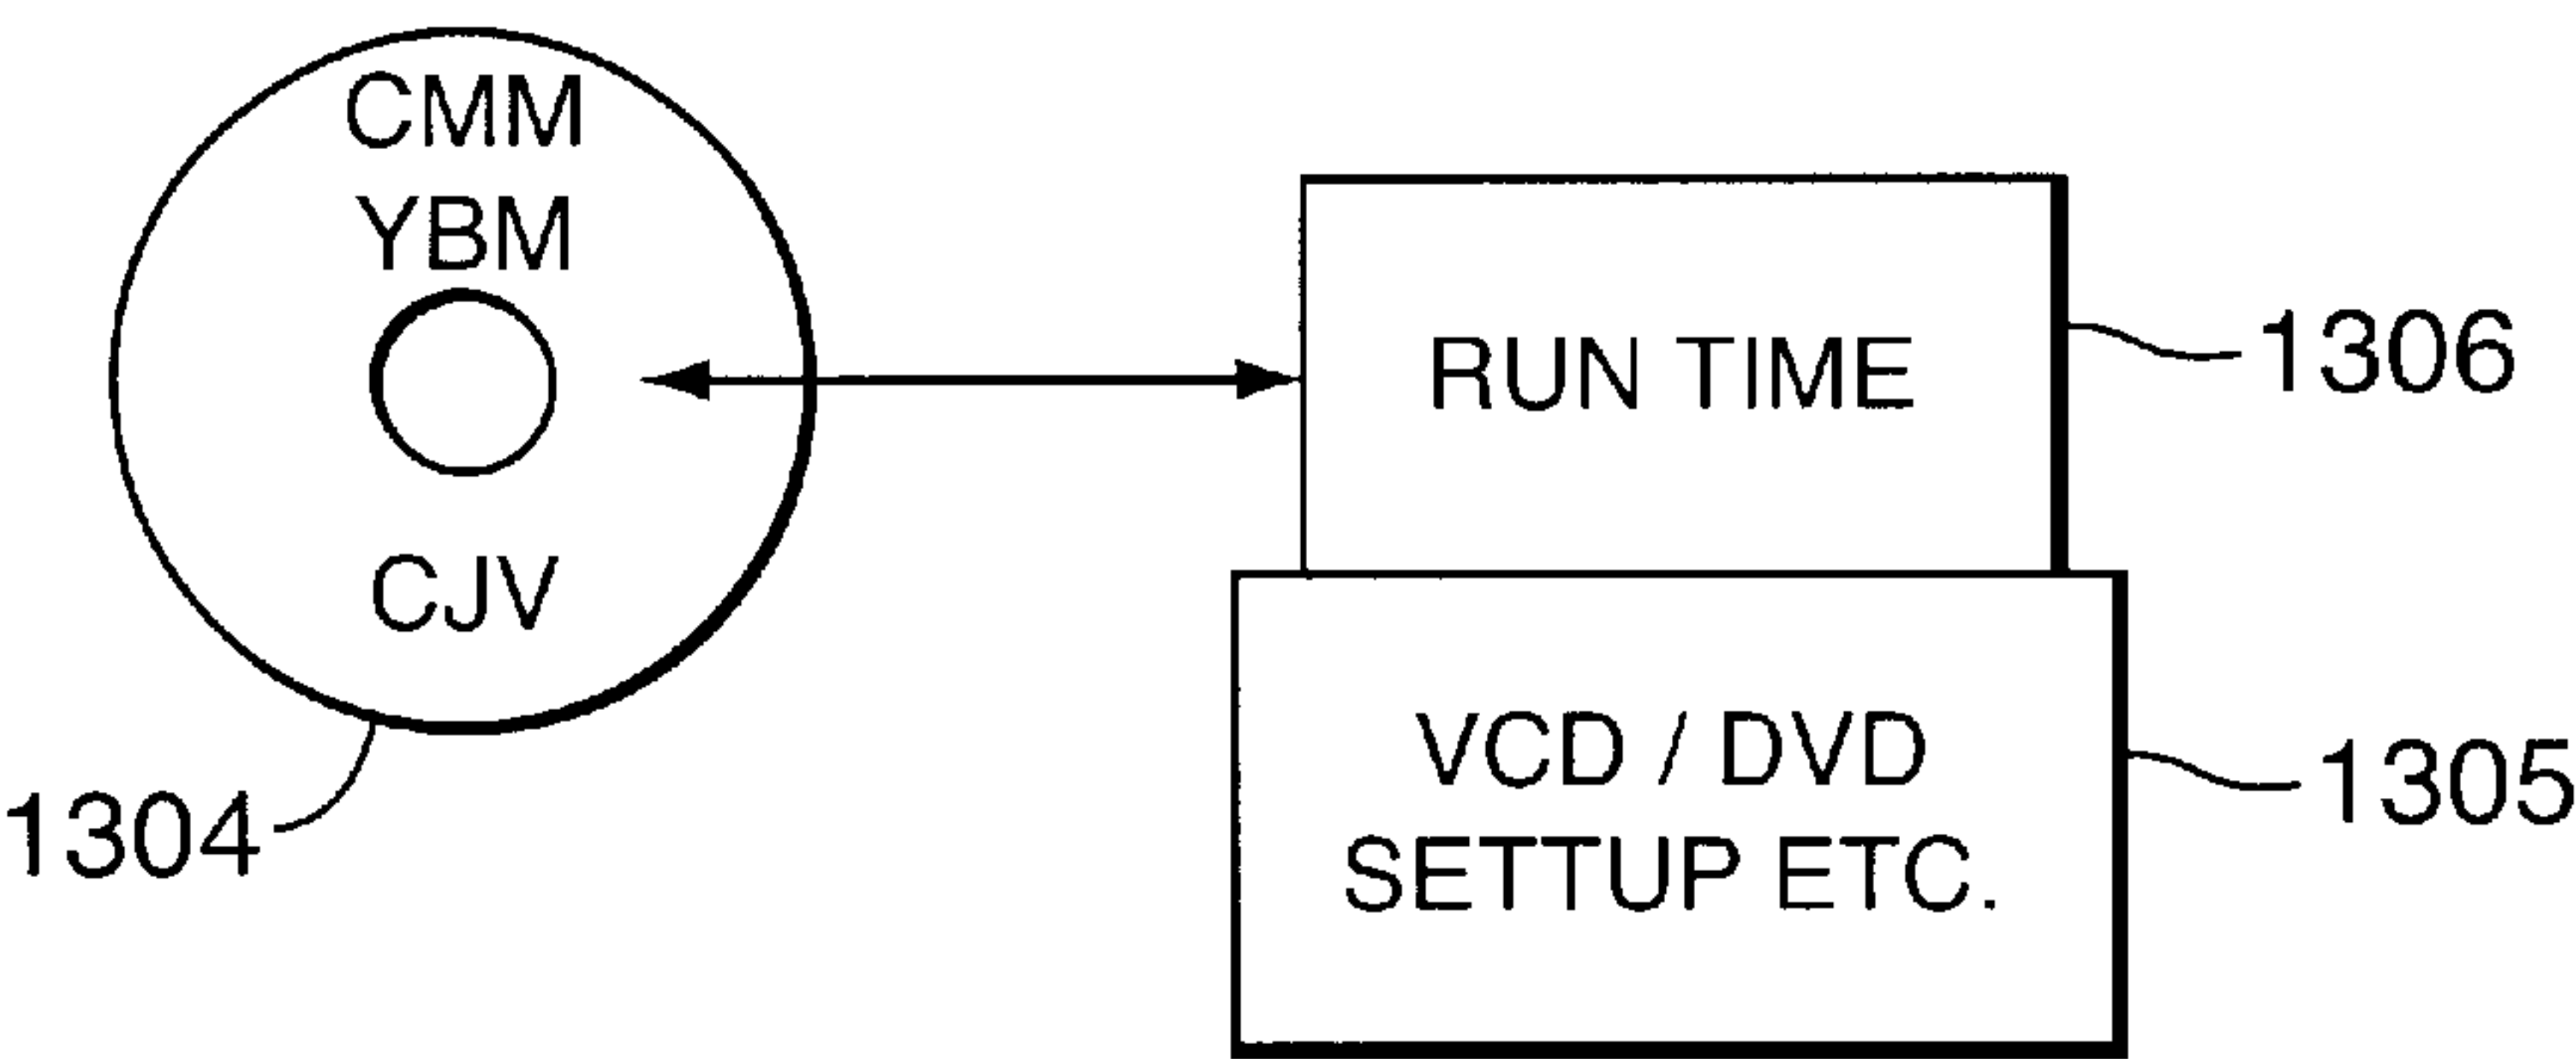 CMM
YBM
CJV
1304
RUN TIME
1306
VCD / DVD
SETTUP ETC.
1305